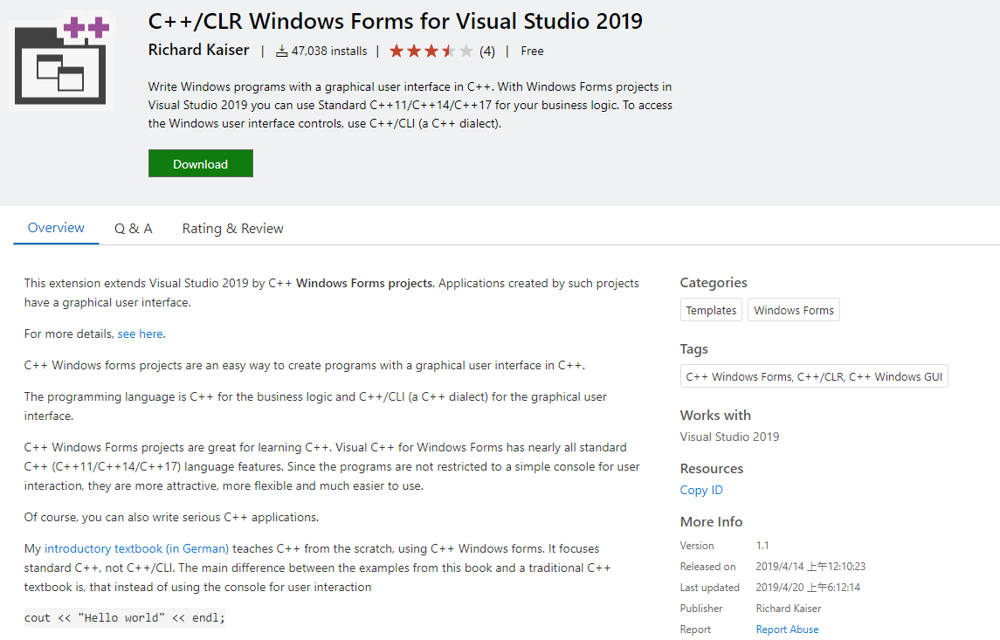 C++/CLR Windows Forms for Visual Studio 2019
Richard Kaiser | 47,038 installs | (4) | Free
Write Windows programs with a graphical user interface in C++. With Windows Forms projects in
Visual Studio 2019 you can use Standard C++11/C++14/C++17 for your business logic. To access
the Windows user interface controls, use C++/CLI (a C++ dialect).
Download
Overview Q & A Rating & Review
This extension extends Visual Studio 2019 by C++ Windows Forms projects. Applications created by such projects
have a graphical user interface.
For more details, see here.
C++ Windows forms projects are an easy way to create programs with a graphical user interface in C++.
The programming language is C++ for the business logic and C++/CLI (a C++ dialect) for the graphical user
interface.
C++ Windows Forms projects are great for learning C++. Visual C++ for Windows Forms has nearly all standard
C++ (C++11/C++14/C++17) language features. Since the programs are not restricted to a simple console for user
interaction, they are more attractive, more flexible and much easier to use.
Of course, you can also write serious C++ applications.
My introductory textbook (in German) teaches C++ from the scratch, using C++ Windows forms. It focuses
standard C++, not C++/CLI. The main difference between the examples from this book and a traditional C++
textbook is, that instead of using the console for user interaction
cout << "Hello world" << endl;
Categories
Templates Windows Forms
Tags
C++ Windows Forms, C++/CLR, C++ Windows GUI
Works with
Visual Studio 2019
Resources
Copy ID
More Info
Version 1.1
Released on 2019/4/14 上午12:10:23
Last updated 2019/4/20 上午6:12:14
Publisher Richard Kaiser
Report Report Abuse